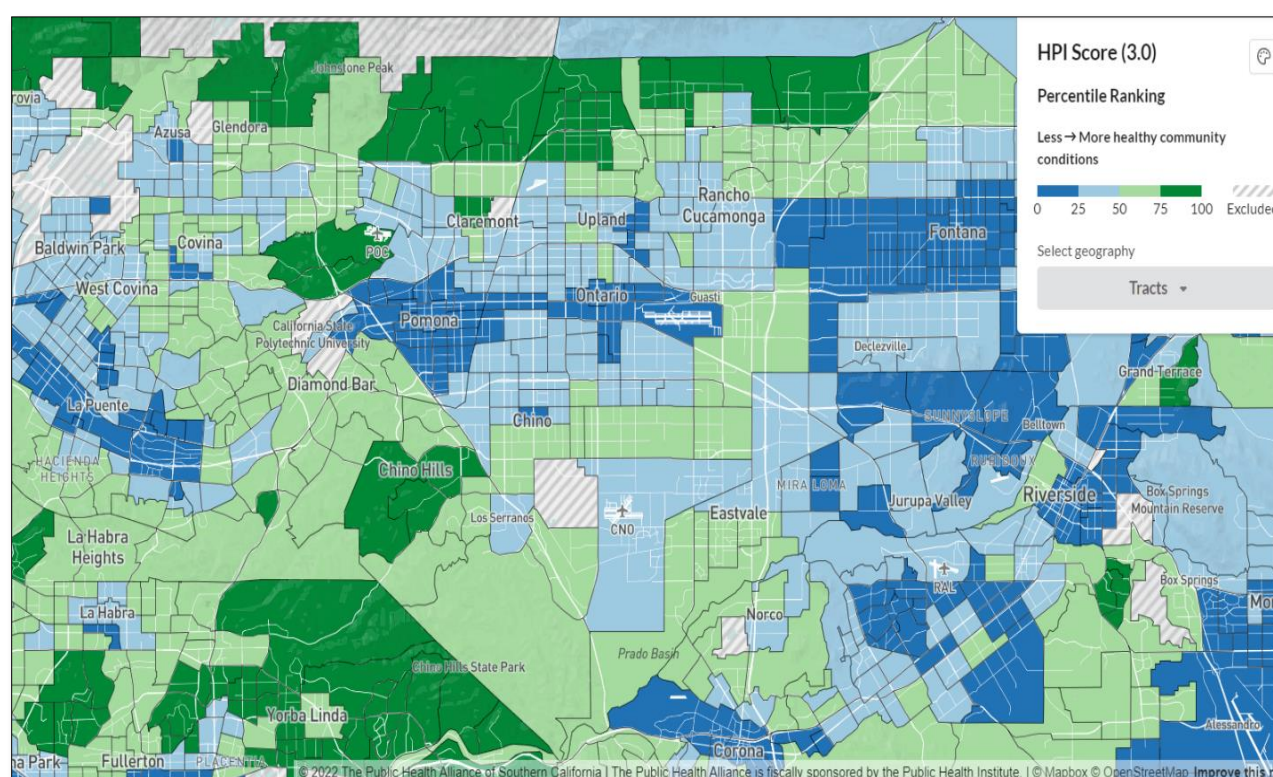 HPI Score (3.0)
Percentile Ranking
Less → More healthy community
conditions
0 25 50 75 100 Excluded
Select geography
Tracts
Johnstone Peak
rovia
Azusa
Glendora
Rancho
Cucamonga
Claremont
Upland
Fontana
Baldwin Park
Covina
POC
West Covina
Ontario
Guasti
Pomona
California State
Polytechnic University
Declezville
Diamond Bar
Grand Terrace
La Puente
Chino
SUNNYSLOPE
Belltown
HACIENDA
HEIGHTS
Chino Hills
RUBIDOUX
MIRA LOMA
Jurupa Valley
Riverside
Box Springs
Mountain Reserve
Los Serranos
CNO
Eastvale
La Habra
Heights
RAL
Box Springs
La Habra
Norco
Mo
Prado Basin
Chino Hills State Park
Yorba Linda
Alessandro
Corona
na Park
Fullerton
PLACENTIA
© 2022 The Public Health Alliance of Southern California | The Public Health Alliance is fiscally sponsored by the Public Health Institute. | © Mapbox © OpenStreetMap Improve this